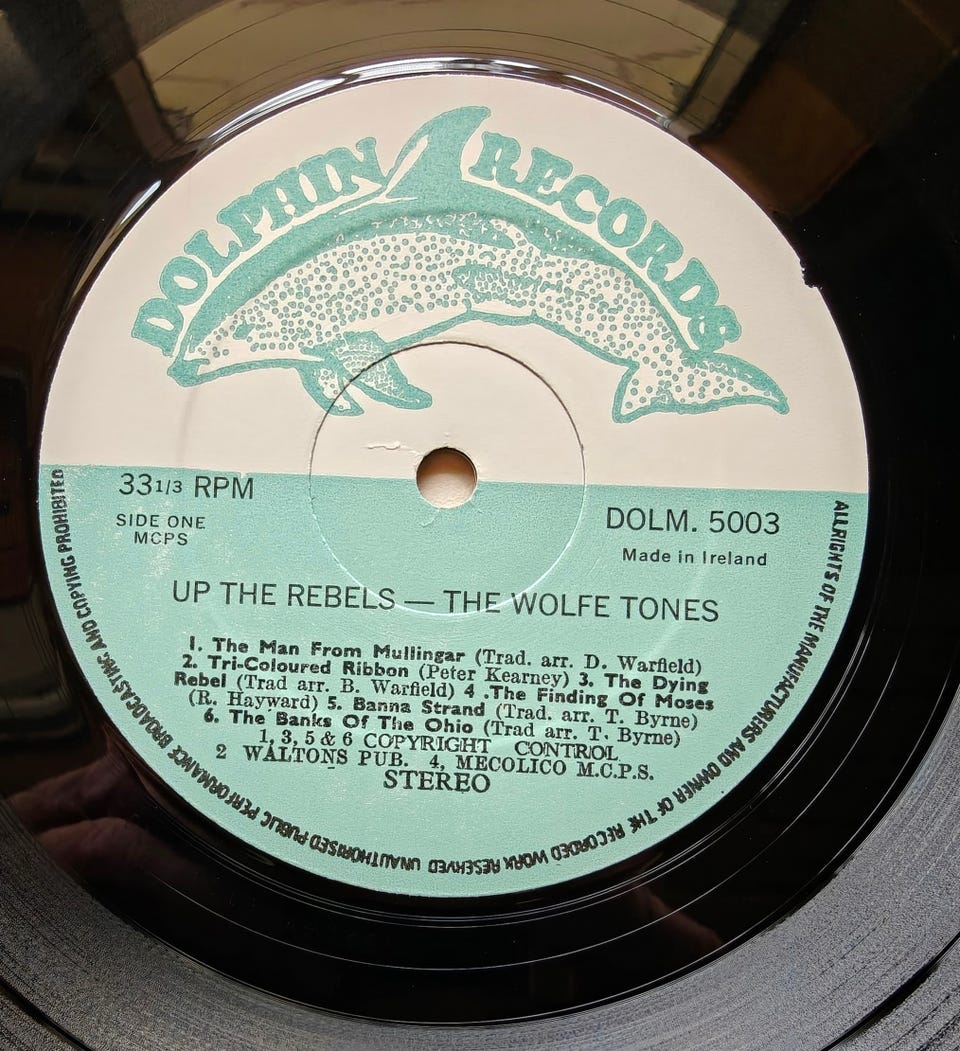 DOLPHIN RECORDS
33 1/3 RPM
SIDE ONE
MCPS
DOLM. 5003
Made in Ireland
UP THE REBELS — THE WOLFE TONES
1. The Man From Mullingar (Trad. arr. D. Warfield)
2. Tri-Coloured Ribbon (Peter Kearney) 3. The Dying
Rebel (Trad arr. B. Warfield) 4 .The Finding Of Moses
(R. Hayward) 5. Banna Strand (Trad. arr. T. Byrne)
6. The Banks Of The Ohio (Trad arr. T. Byrne)
1, 3, 5 & 6 COPYRIGHT CONTROL
2 WALTONS PUB. 4, MECOLICO M.C.P.S.
STEREO
ALL RIGHTS OF THE MANUFACTURERS AND OWNER OF THE RECORDED WORK RESERVED UNAUTHORISED PUBLIC PERFORMANCE BROADCASTING AND COPYING PROHIBITED